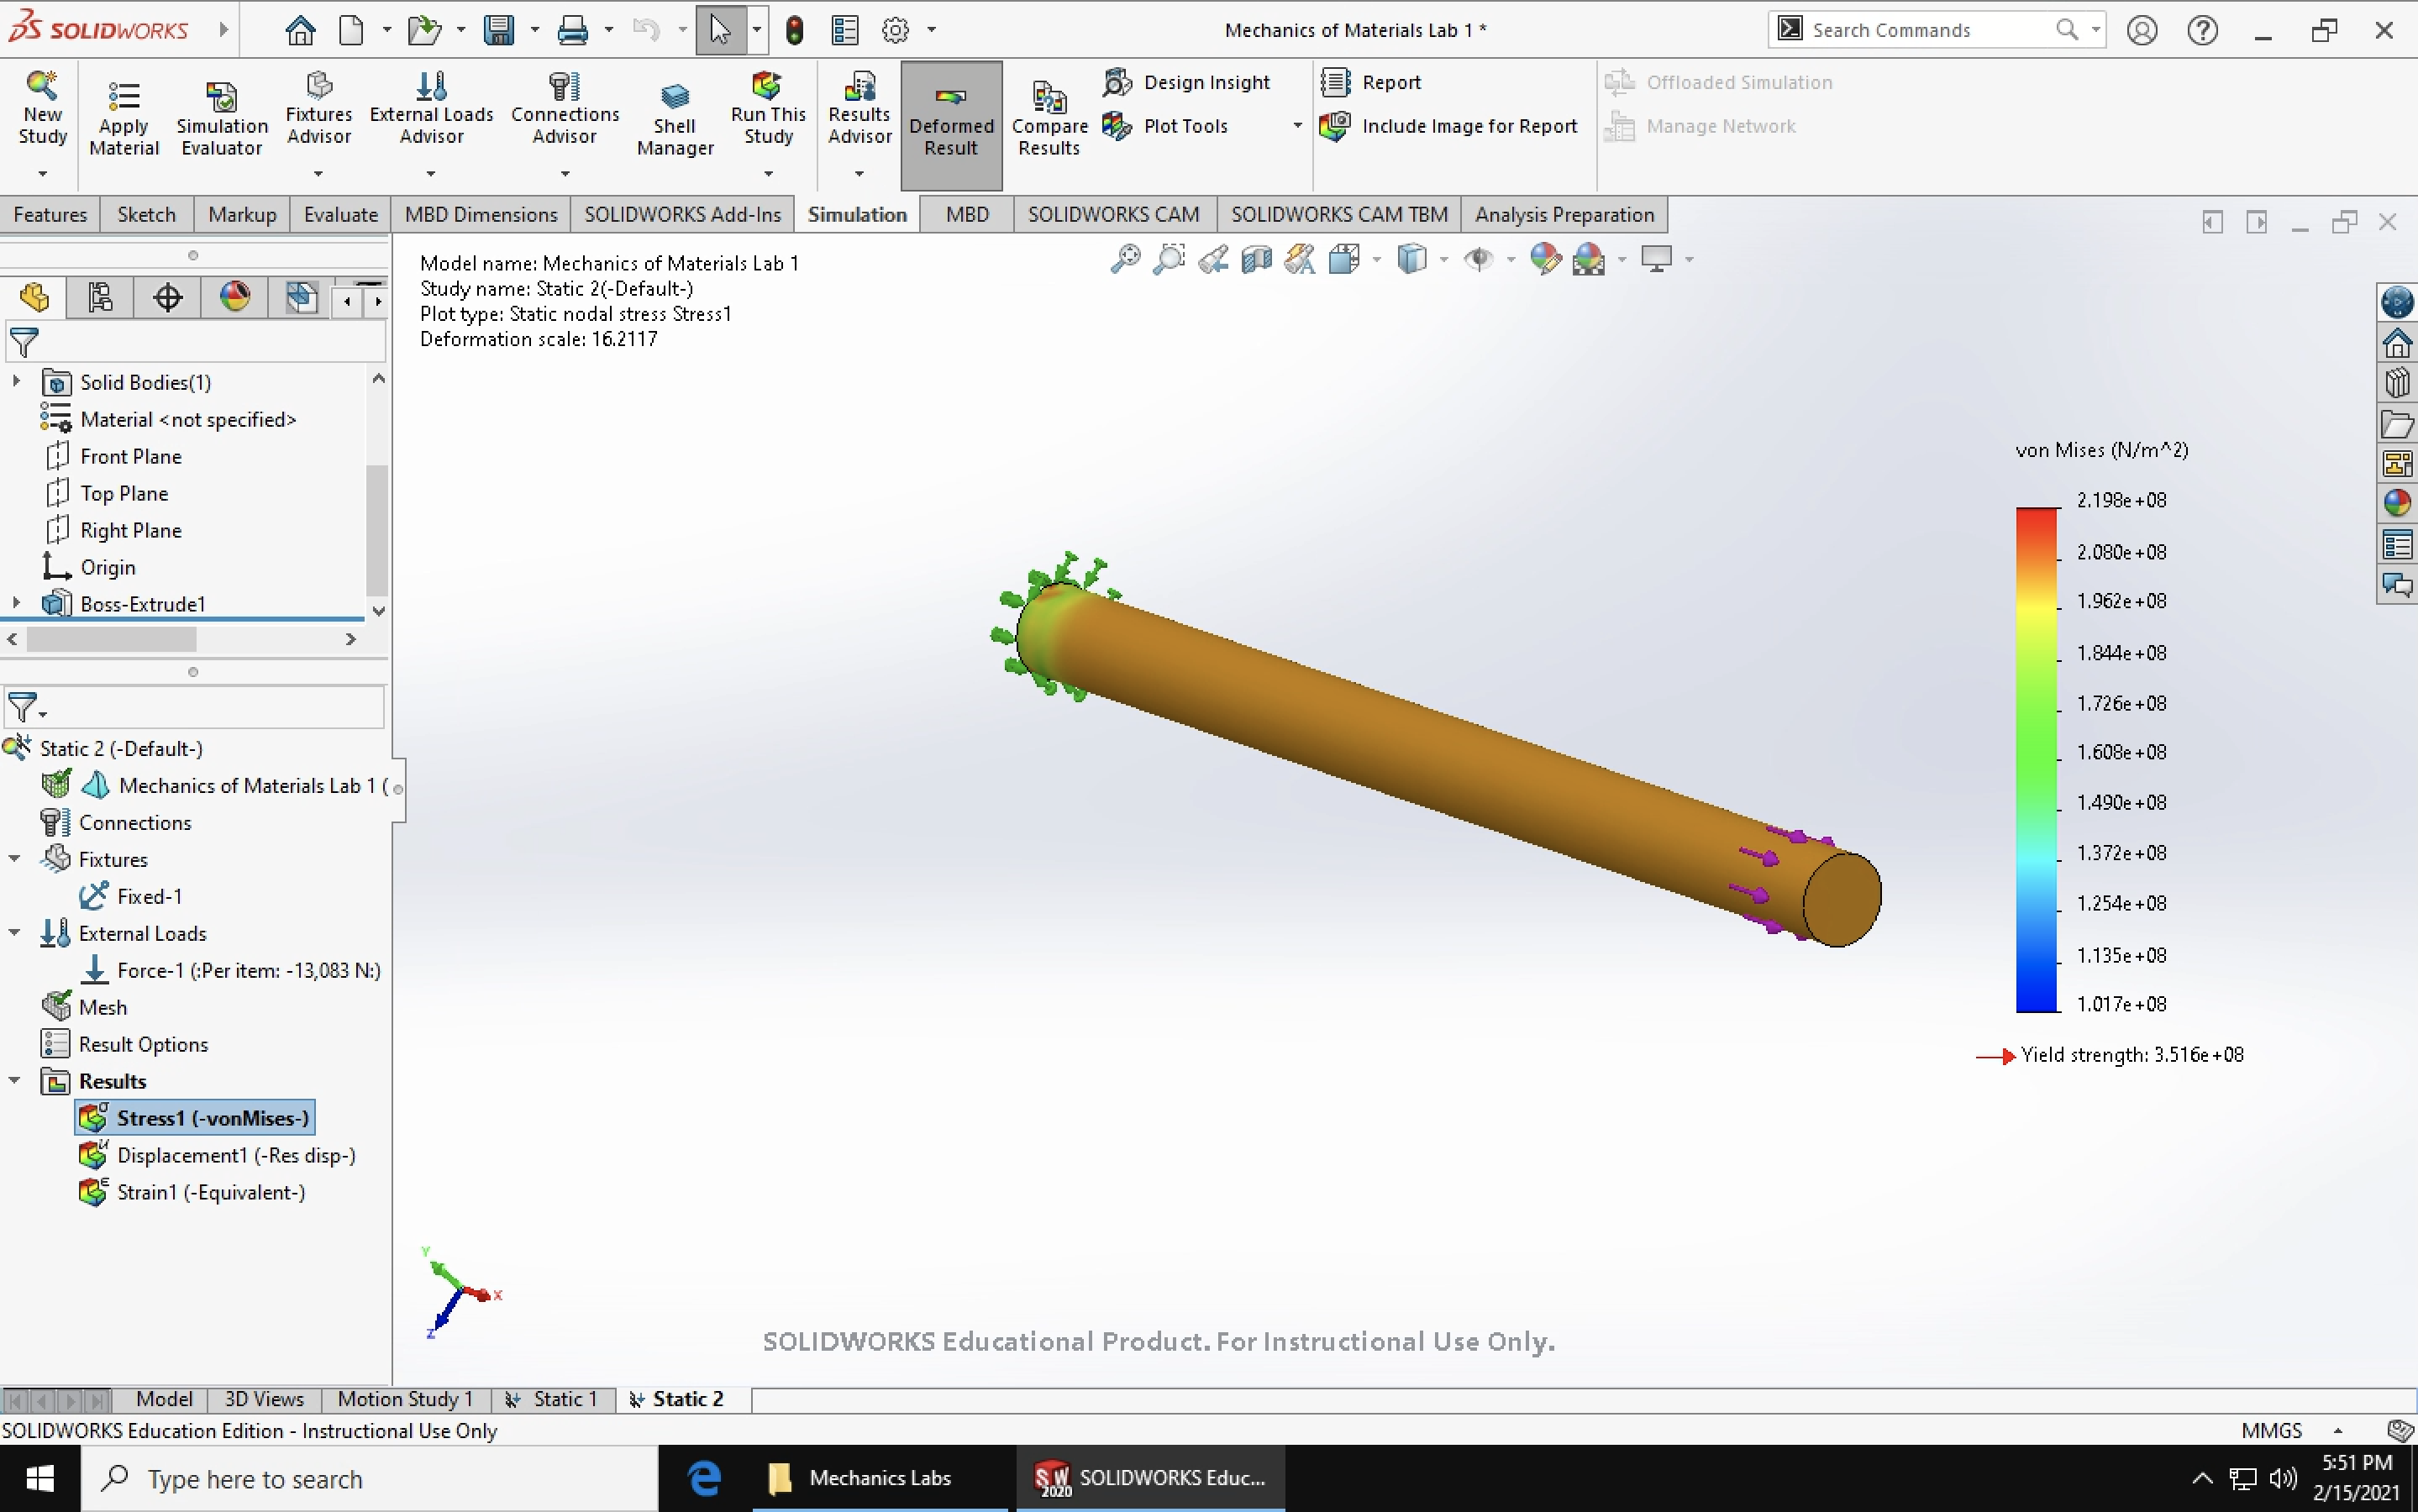 SOLIDWORKS
Mechanics of Materials Lab 1 *
Search Commands
New Study
Apply Material
Simulation Evaluator
Fixtures Advisor
External Loads Advisor
Connections Advisor
Shell Manager
Run This Study
Results Advisor
Deformed Result
Compare Results
Design Insight
Plot Tools
Report
Include Image for Report
Offloaded Simulation
Manage Network
Features
Sketch
Markup
Evaluate
MBD Dimensions
SOLIDWORKS Add-Ins
Simulation
MBD
SOLIDWORKS CAM
SOLIDWORKS CAM TBM
Analysis Preparation
Model name: Mechanics of Materials Lab 1
Study name: Static 2(-Default-)
Plot type: Static nodal stress Stress1
Deformation scale: 16.2117
Solid Bodies(1)
Material <not specified>
Front Plane
Top Plane
Right Plane
Origin
Boss-Extrude1
Static 2 (-Default-)
Mechanics of Materials Lab 1 (
Connections
Fixtures
Fixed-1
External Loads
Force-1 (:Per item: -13,083 N:)
Mesh
Result Options
Results
Stress1 (-vonMises-)
Displacement1 (-Res disp-)
Strain1 (-Equivalent-)
von Mises (N/m^2)
2.198e+08
2.080e+08
1.962e+08
1.844e+08
1.726e+08
1.608e+08
1.490e+08
1.372e+08
1.254e+08
1.135e+08
1.017e+08
Yield strength: 3.516e+08
Y
X
Z
SOLIDWORKS Educational Product. For Instructional Use Only.
Model
3D Views
Motion Study 1
Static 1
Static 2
SOLIDWORKS Education Edition - Instructional Use Only
MMGS
Type here to search
Mechanics Labs
SW 2020
SOLIDWORKS Educ...
5:51 PM
2/15/2021